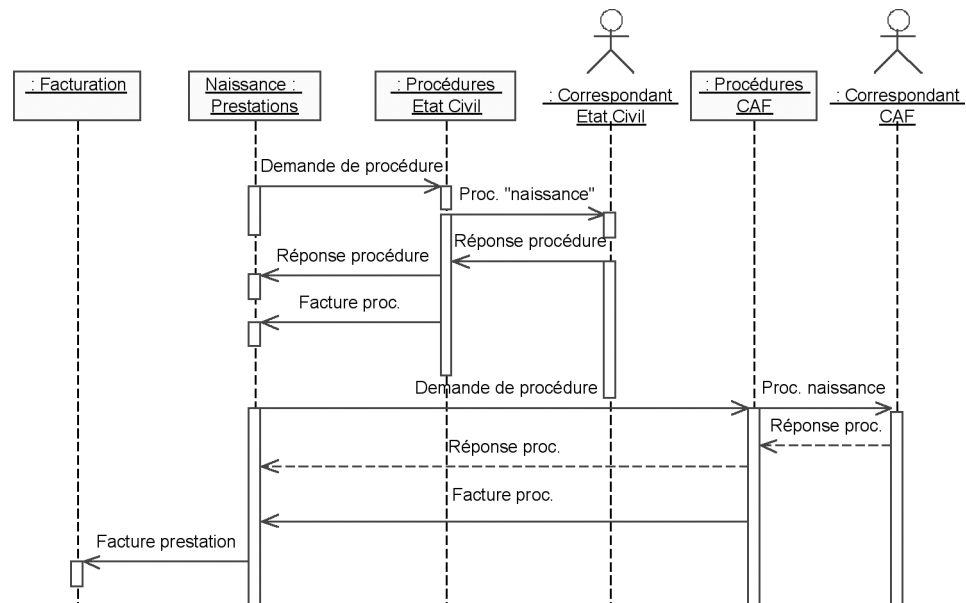 : Facturation
Naissance :
Prestations
: Procédures
Etat Civil
: Correspondant
Etat Civil
: Procédures
CAF
: Correspondant
CAF
Demande de procédure
Proc. "naissance"
Réponse procédure
Réponse procédure
Facture proc.
Demande de procédure
Proc. naissance
Réponse proc.
Réponse proc.
Facture proc.
Facture prestation